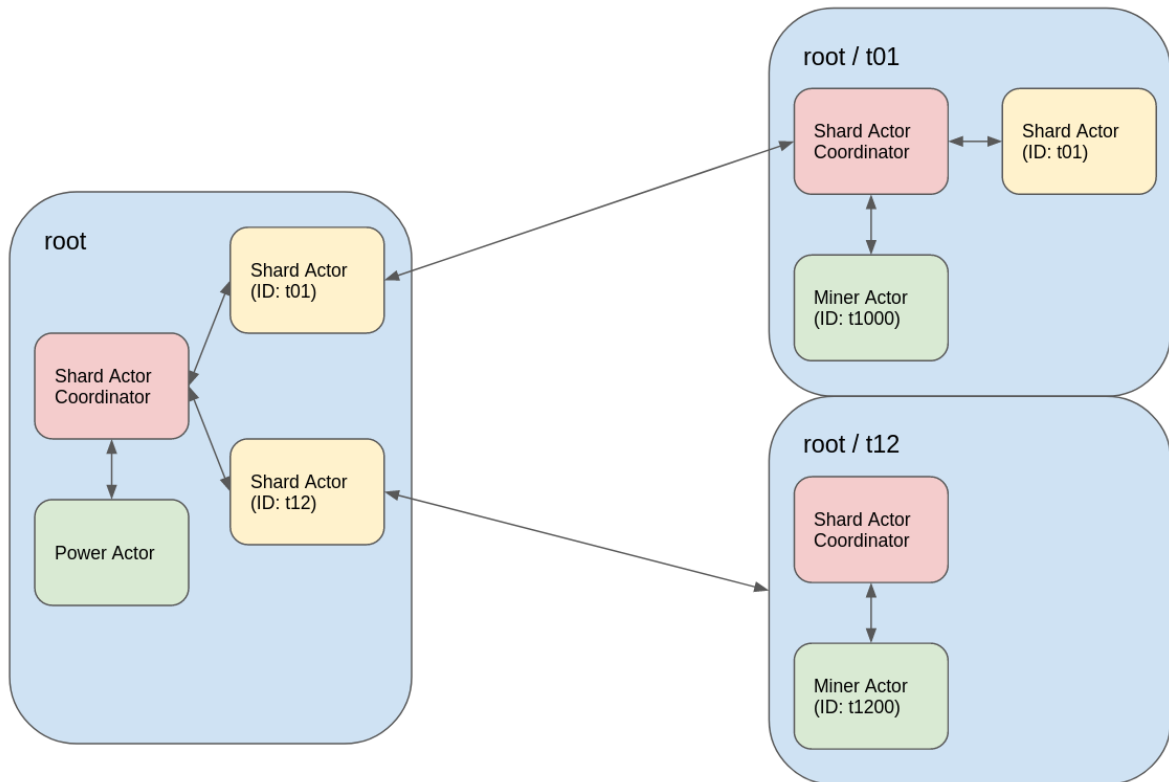 root
Shard Actor
(ID: t01)
Shard Actor
Coordinator
Shard Actor
(ID: t12)
Power Actor
root / t01
Shard Actor
Coordinator
Shard Actor
(ID: t01)
Miner Actor
(ID: t1000)
root / t12
Shard Actor
Coordinator
Miner Actor
(ID: t1200)